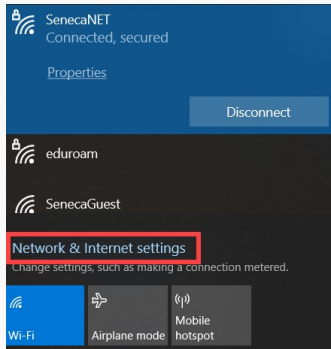 SenecaNET
Connected, secured
Properties
Disconnect
eduroam
SenecaGuest
Network & Internet settings
Change settings, such as making a connection metered.
Wi-Fi
Airplane mode
Mobile
hotspot